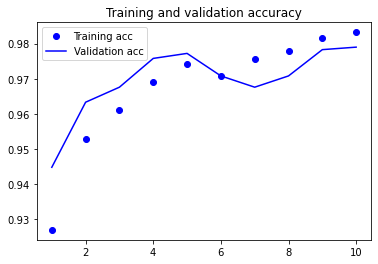 Training and validation accuracy
Training acc
Validation acc
0.98
0.97
0.96
0.95
0.94
0.93
2 4 6 8 10